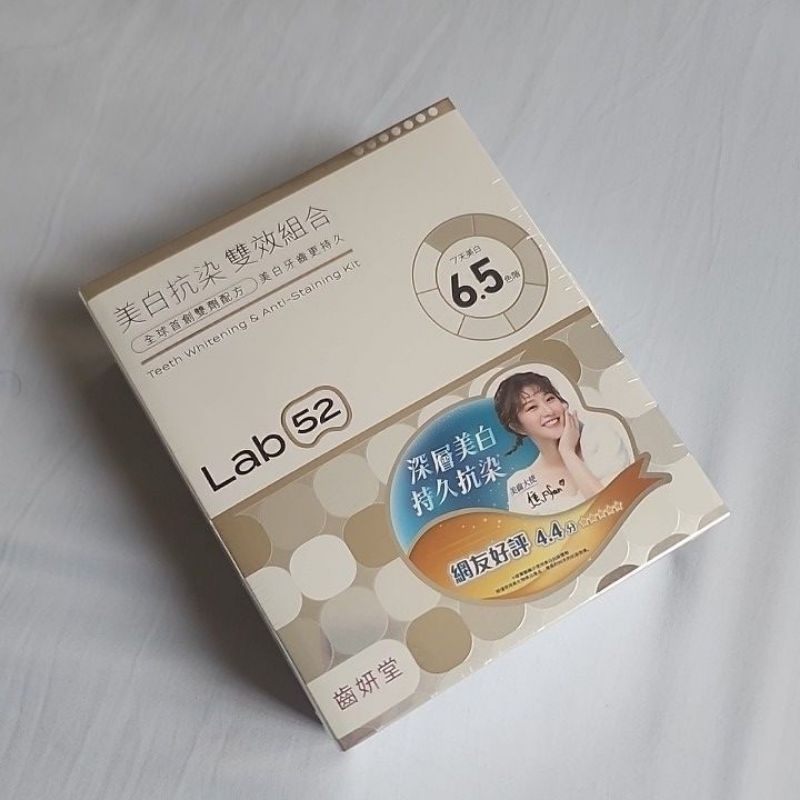 美白抗染 雙效組合
全球首創雙劑配方 美白牙齒更持久
Teeth Whitening & Anti-Staining Kit
7天美白
6.5色階
Lab 52
深層美白
持久抗染
美齒大使
網友好評 4.4分
齒妍堂